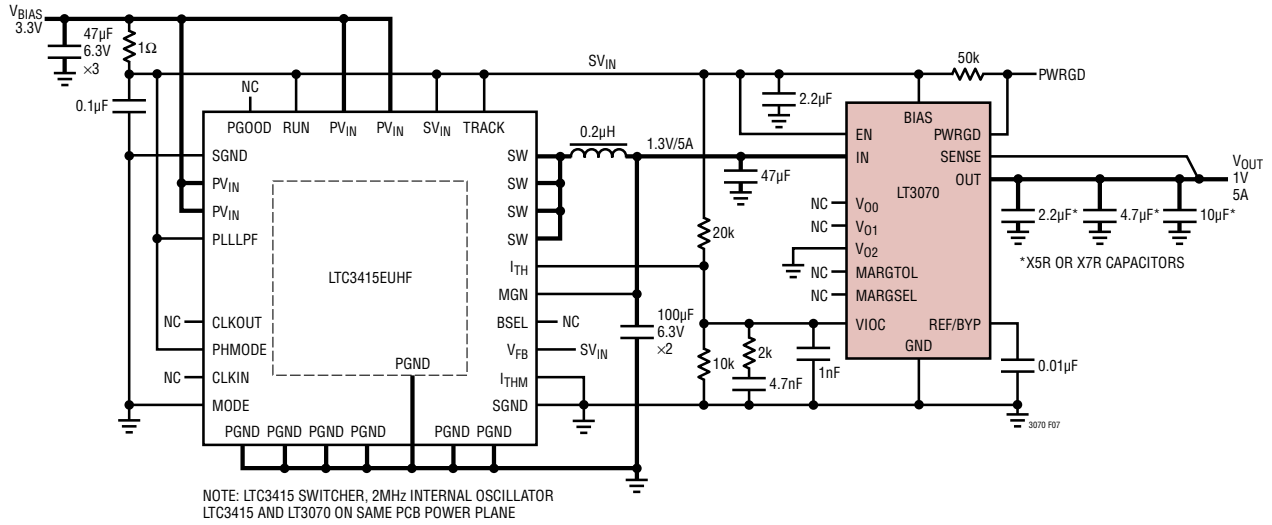 VBIAS
3.3V
47µF
6.3V
×3
1Ω
0.1µF
NC
SVIN
50k
PWRGD
2.2µF
PGOOD RUN PVIN PVIN SVIN TRACK
SGND
PVIN
PVIN
PLLLPF
NC CLKOUT
PHMODE
NC CLKIN
MODE
LTC3415EUHF
PGND
PGND PGND PGND PGND PGND PGND
SW
SW
SW
SW
ITH
MGN
BSEL NC
VFB SVIN
ITHM
SGND
0.2µH
1.3V/5A
47µF
100µF
6.3V
×2
20k
10k
2k
4.7nF
1nF
BIAS
EN
IN
NC VO0
NC VO1
VO2
NC MARGTOL
NC MARGSEL
VIOC
GND
LT3070
PWRGD
SENSE
OUT
REF/BYP
0.01µF
VOUT
1V
5A
2.2µF* 4.7µF* 10µF*
*X5R OR X7R CAPACITORS
3070 F07
NOTE: LTC3415 SWITCHER, 2MHz INTERNAL OSCILLATOR
LTC3415 AND LT3070 ON SAME PCB POWER PLANE